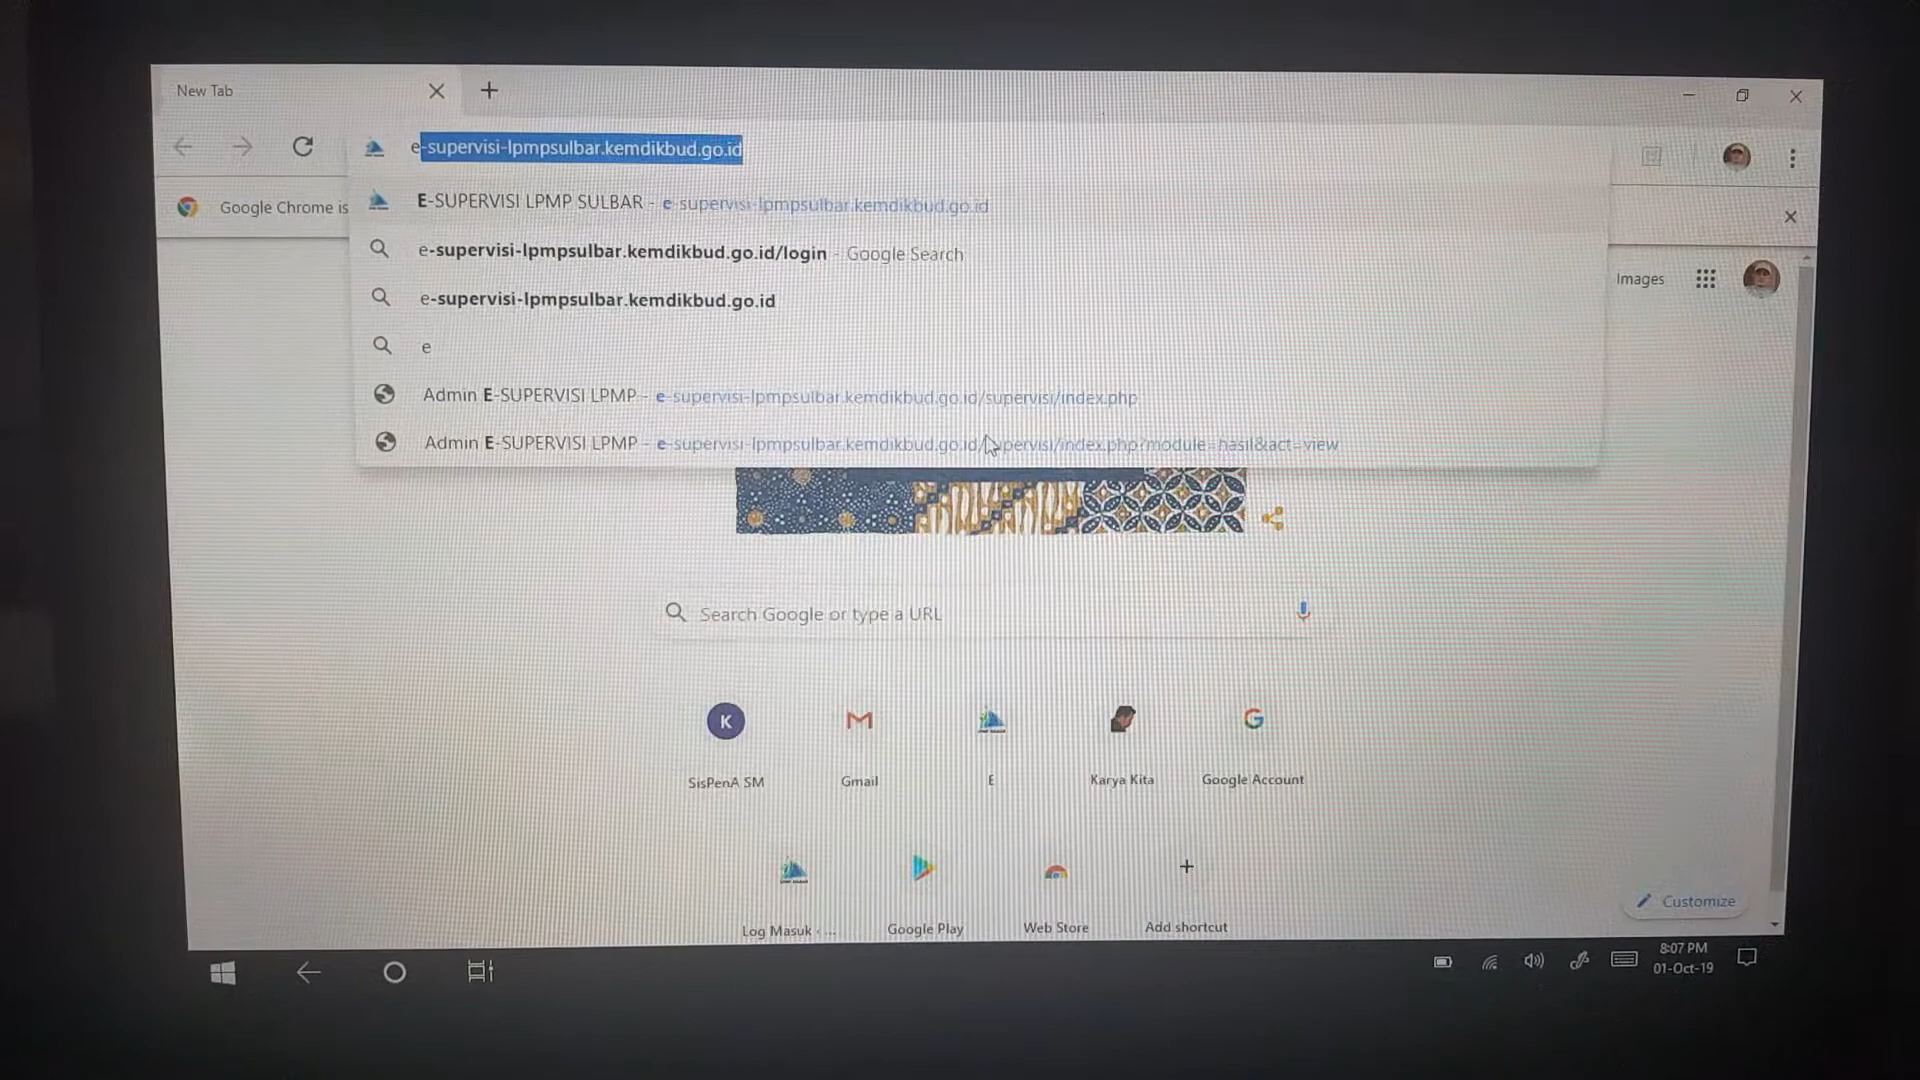 New Tab
e-supervisi-lpmpsulbar.kemdikbud.go.id
Google Chrome is
E-SUPERVISI LPMP SULBAR - e-supervisi-lpmpsulbar.kemdikbud.go.id
e-supervisi-lpmpsulbar.kemdikbud.go.id/login - Google Search
e-supervisi-lpmpsulbar.kemdikbud.go.id
e
Admin E-SUPERVISI LPMP - e-supervisi-lpmpsulbar.kemdikbud.go.id/supervisi/index.php
Admin E-SUPERVISI LPMP - e-supervisi-lpmpsulbar.kemdikbud.go.id/supervisi/index.php?module=hasil&act=view
Images
Search Google or type a URL
K
SisPenA SM
Gmail
E
Karya Kita
Google Account
Log Masuk ‹ ...
Google Play
Web Store
Add shortcut
Customize
8:07 PM
01-Oct-19